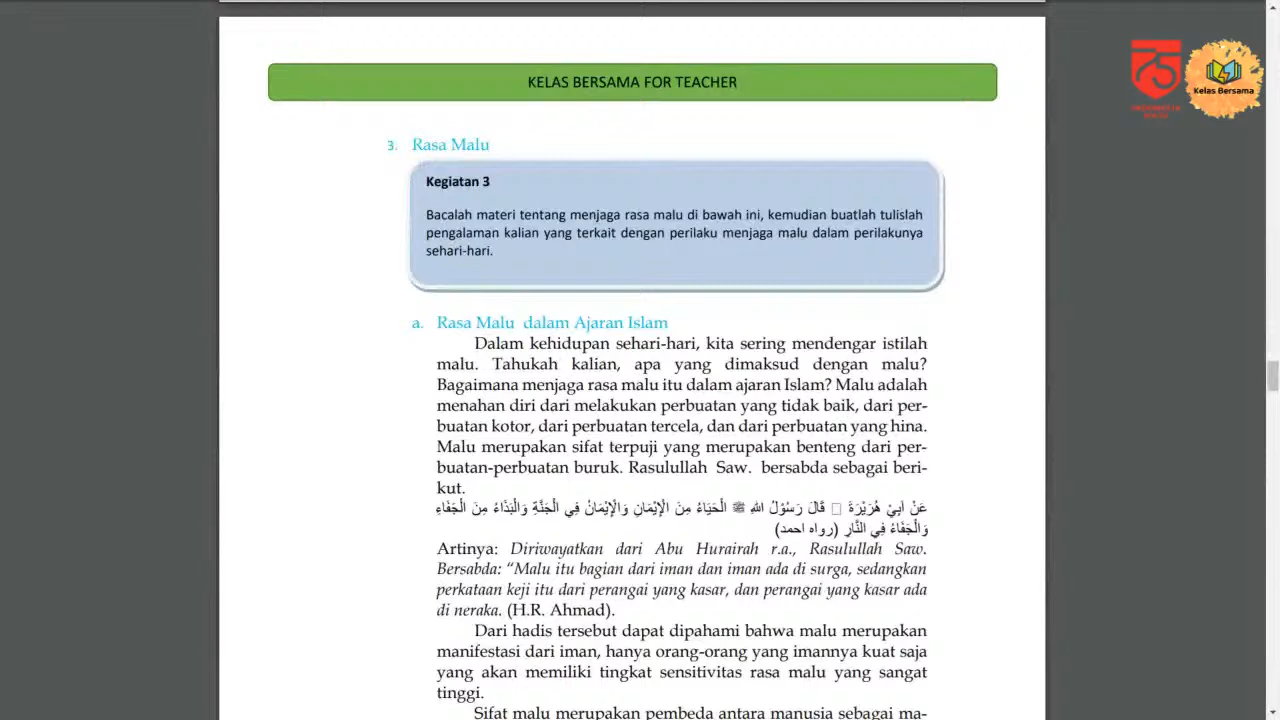 KELAS BERSAMA FOR TEACHER
Kelas Bersama
3. Rasa Malu
Kegiatan 3
Bacalah materi tentang menjaga rasa malu di bawah ini, kemudian buatlah tulislah
pengalaman kalian yang terkait dengan perilaku menjaga malu dalam perilakunya
sehari-hari.
a. Rasa Malu dalam Ajaran Islam
Dalam kehidupan sehari-hari, kita sering mendengar istilah
malu. Tahukah kalian, apa yang dimaksud dengan malu?
Bagaimana menjaga rasa malu itu dalam ajaran Islam? Malu adalah
menahan diri dari melakukan perbuatan yang tidak baik, dari per-
buatan kotor, dari perbuatan tercela, dan dari perbuatan yang hina.
Malu merupakan sifat terpuji yang merupakan benteng dari per-
buatan-perbuatan buruk. Rasulullah Saw. bersabda sebagai beri-
kut.
عَنْ اَبِيْ هُرَيْرَةَ □ قَالَ رَسُوْلُ اللهِ ﷺ الْحَيَاءُ مِنَ الْإِيْمَانِ وَالْإِيْمَانُ فِي الْجَنَّةِ وَالْبَذَاءُ مِنَ الْجَفَاءِ
وَالْجَفَاءُ فِي النَّارِ (رواه احمد)
Artinya: Diriwayatkan dari Abu Hurairah r.a., Rasulullah Saw.
Bersabda: “Malu itu bagian dari iman dan iman ada di surga, sedangkan
perkataan keji itu dari perangai yang kasar, dan perangai yang kasar ada
di neraka. (H.R. Ahmad).
Dari hadis tersebut dapat dipahami bahwa malu merupakan
manifestasi dari iman, hanya orang-orang yang imannya kuat saja
yang akan memiliki tingkat sensitivitas rasa malu yang sangat
tinggi.
Sifat malu merupakan pembeda antara manusia sebagai ma-